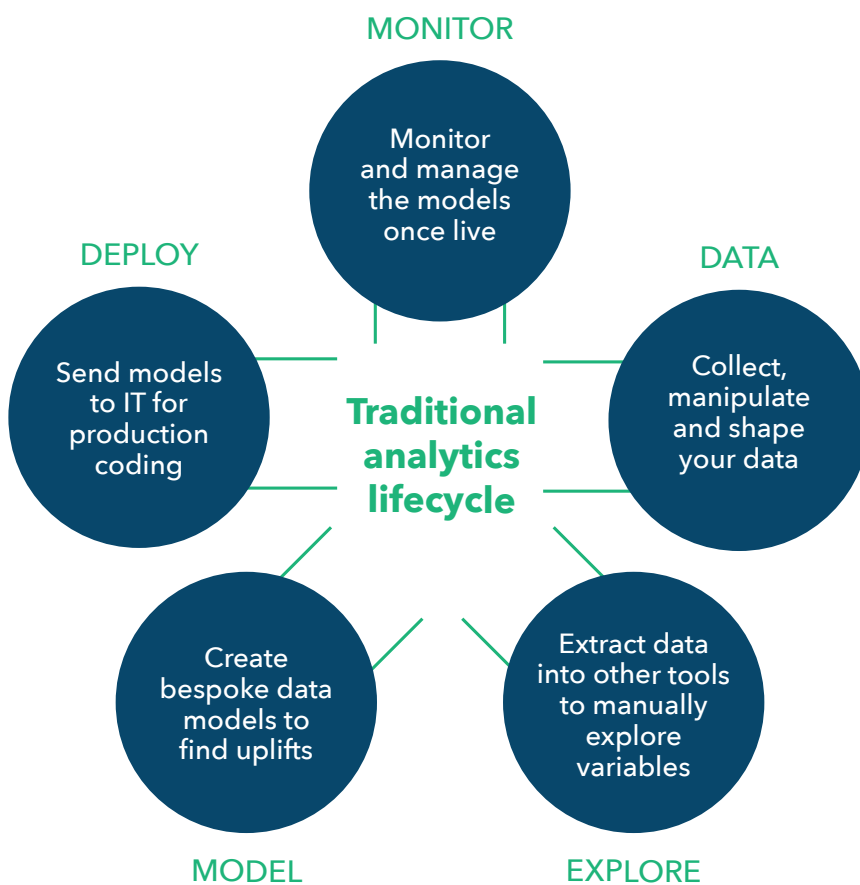 MONITOR
Monitor
and manage
the models
once live
DEPLOY
Send models
to IT for
production
coding
DATA
Collect,
manipulate
and shape
your data
Traditional
analytics
lifecycle
Create
bespoke data
models to
find uplifts
MODEL
Extract data
into other tools
to manually
explore
variables
EXPLORE